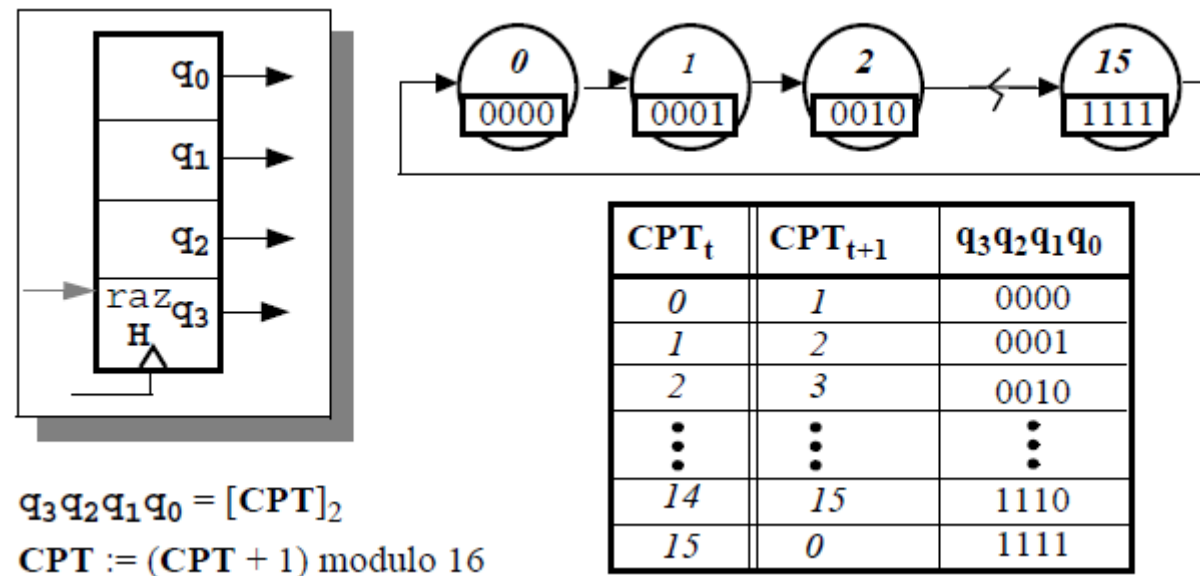 q₀
q₁
q₂
raz
q₃
H
0 1 2 15
0000 0001 0010 1111
CPTₜ CPTₜ₊₁ q₃q₂q₁q₀
0 1 0000
1 2 0001
2 3 0010
14 15 1110
15 0 1111
q₃q₂q₁q₀ = [CPT]₂
CPT := (CPT + 1) modulo 16